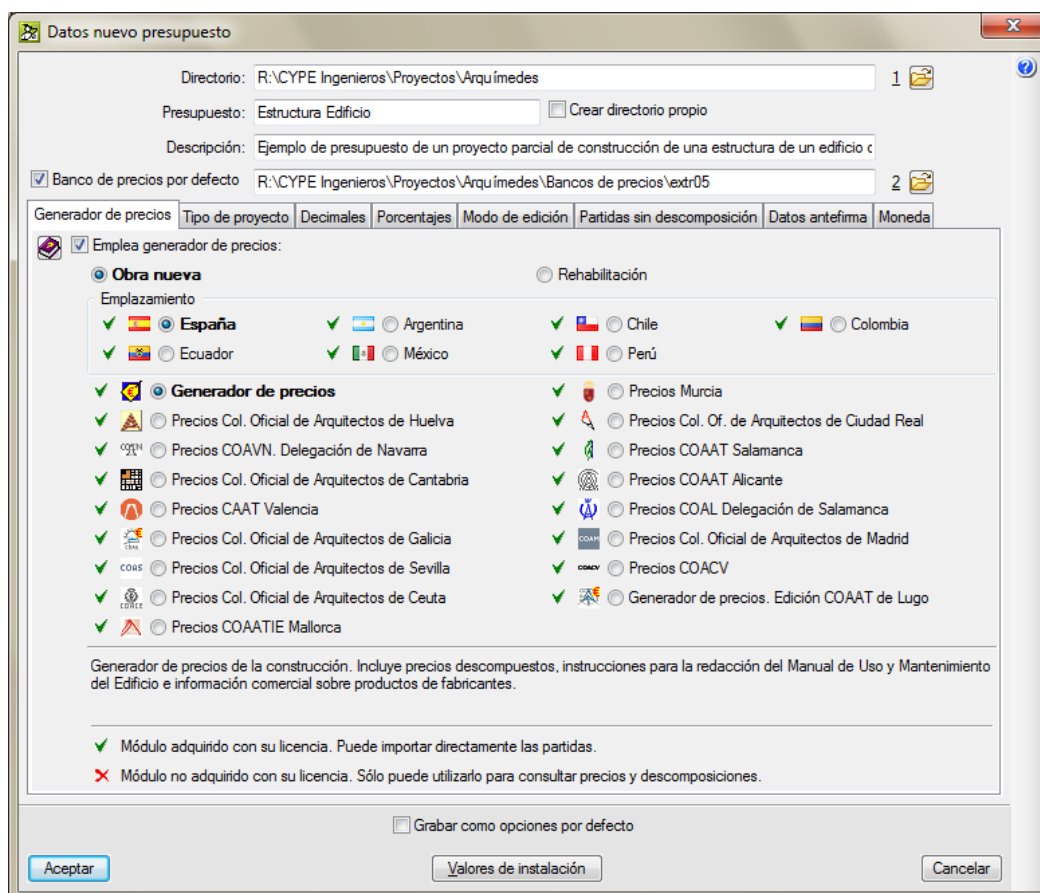 Datos nuevo presupuesto
Directorio: R:\CYPE Ingenieros\Proyectos\Arquímedes 1
Presupuesto: Estructura Edificio Crear directorio propio
Descripción: Ejemplo de presupuesto de un proyecto parcial de construcción de una estructura de un edificio
Banco de precios por defecto R:\CYPE Ingenieros\Proyectos\Arquímedes\Bancos de precios\extr05 2
Generador de precios Tipo de proyecto Decimales Porcentajes Modo de edición Partidas sin descomposición Datos antefirma Moneda
Emplea generador de precios:
Obra nueva Rehabilitación
Emplazamiento
España Argentina Chile Colombia
Ecuador México Perú
Generador de precios Precios Murcia
Precios Col. Oficial de Arquitectos de Huelva Precios Col. Of. de Arquitectos de Ciudad Real
Precios COAVN. Delegación de Navarra Precios COAAT Salamanca
Precios Col. Oficial de Arquitectos de Cantabria Precios COAAT Alicante
Precios CAAT Valencia Precios COAL Delegación de Salamanca
Precios Col. Oficial de Arquitectos de Galicia COAM Precios Col. Oficial de Arquitectos de Madrid
COAS Precios Col. Oficial de Arquitectos de Sevilla COACV Precios COACV
Precios Col. Oficial de Arquitectos de Ceuta Generador de precios. Edición COAAT de Lugo
Precios COAATIE Mallorca
Generador de precios de la construcción. Incluye precios descompuestos, instrucciones para la redacción del Manual de Uso y Mantenimiento
del Edificio e información comercial sobre productos de fabricantes.
Módulo adquirido con su licencia. Puede importar directamente las partidas.
Módulo no adquirido con su licencia. Sólo puede utilizarlo para consultar precios y descomposiciones.
Grabar como opciones por defecto
Aceptar Valores de instalación Cancelar